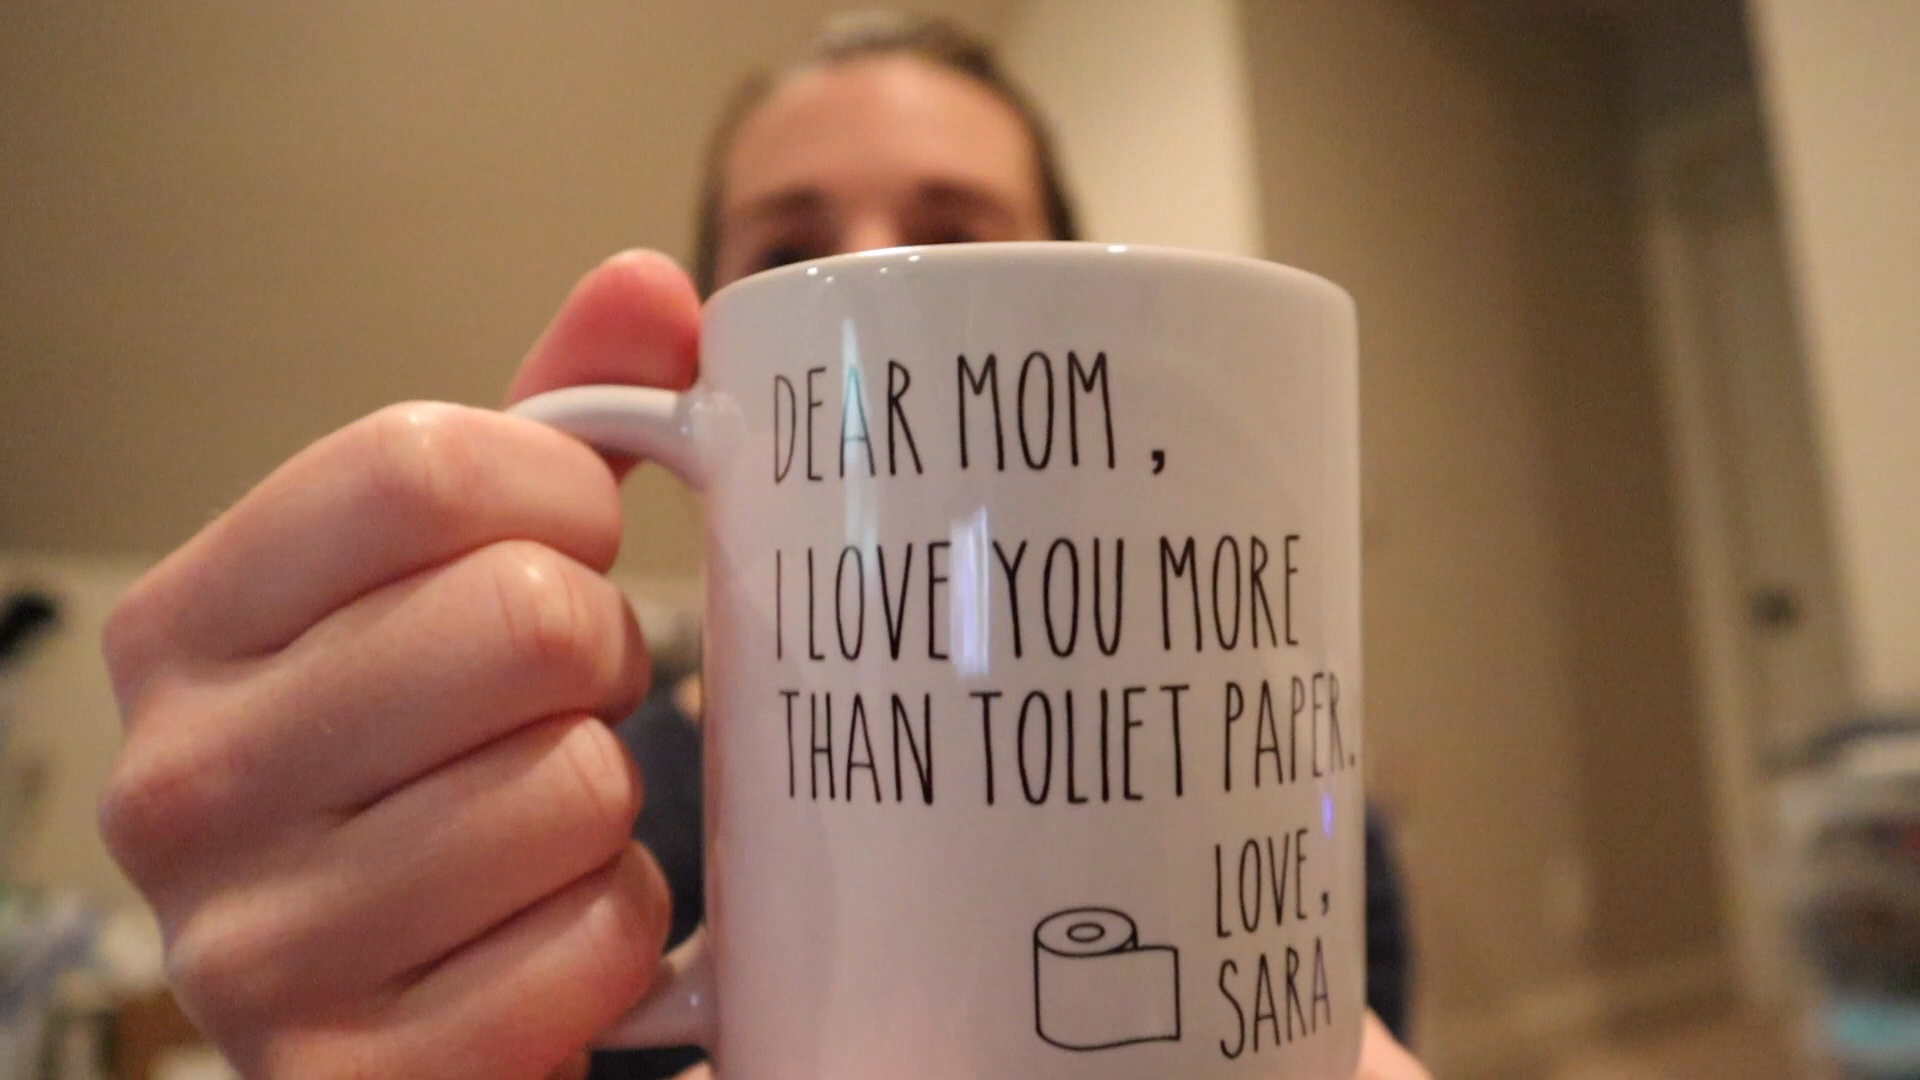 DEAR MOM,
I LOVE YOU MORE
THAN TOLIET PAPER.
LOVE,
SARA